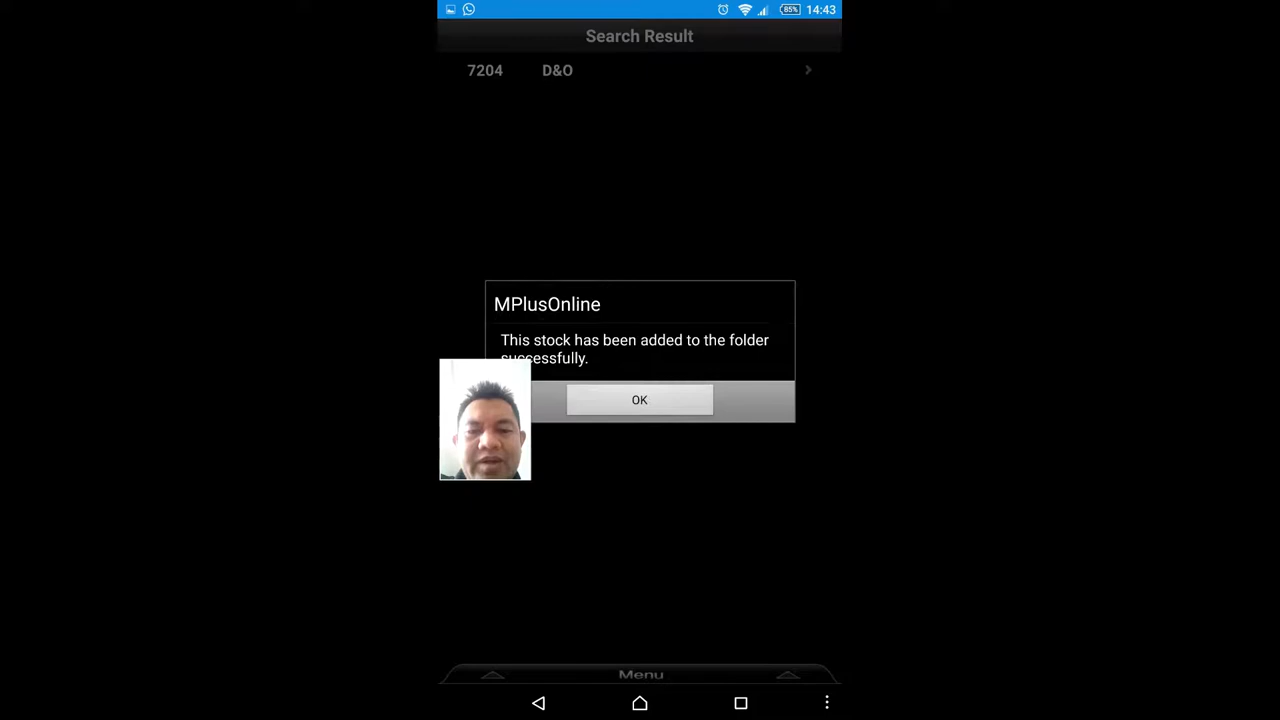 85% 14:43
Search Result
7204 D&O
MPlusOnline
This stock has been added to the folder
successfully.
OK
Menu